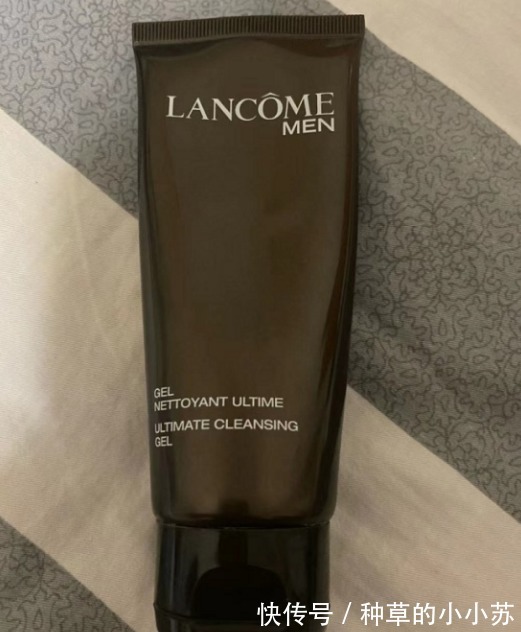 LANCÔME
MEN
GEL
NETTOYANT ULTIME
ULTIMATE CLEANSING
GEL
快传号 / 种草的小小苏